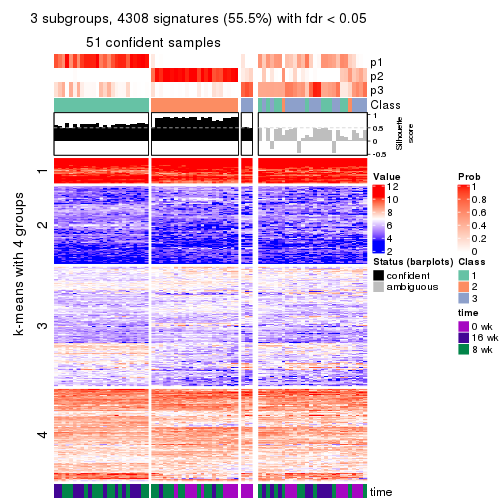 3 subgroups, 4308 signatures (55.5%) with fdr < 0.05
51 confident samples
p1
p2
p3
Class
1
0.5
0
-0.5
Silhouette
score
k-means with 4 groups
1
2
3
4
time
Value
12
10
8
6
4
2
Prob
1
0.8
0.6
0.4
0.2
0
Status (barplots)
confident
ambiguous
Class
1
2
3
time
0 wk
16 wk
8 wk